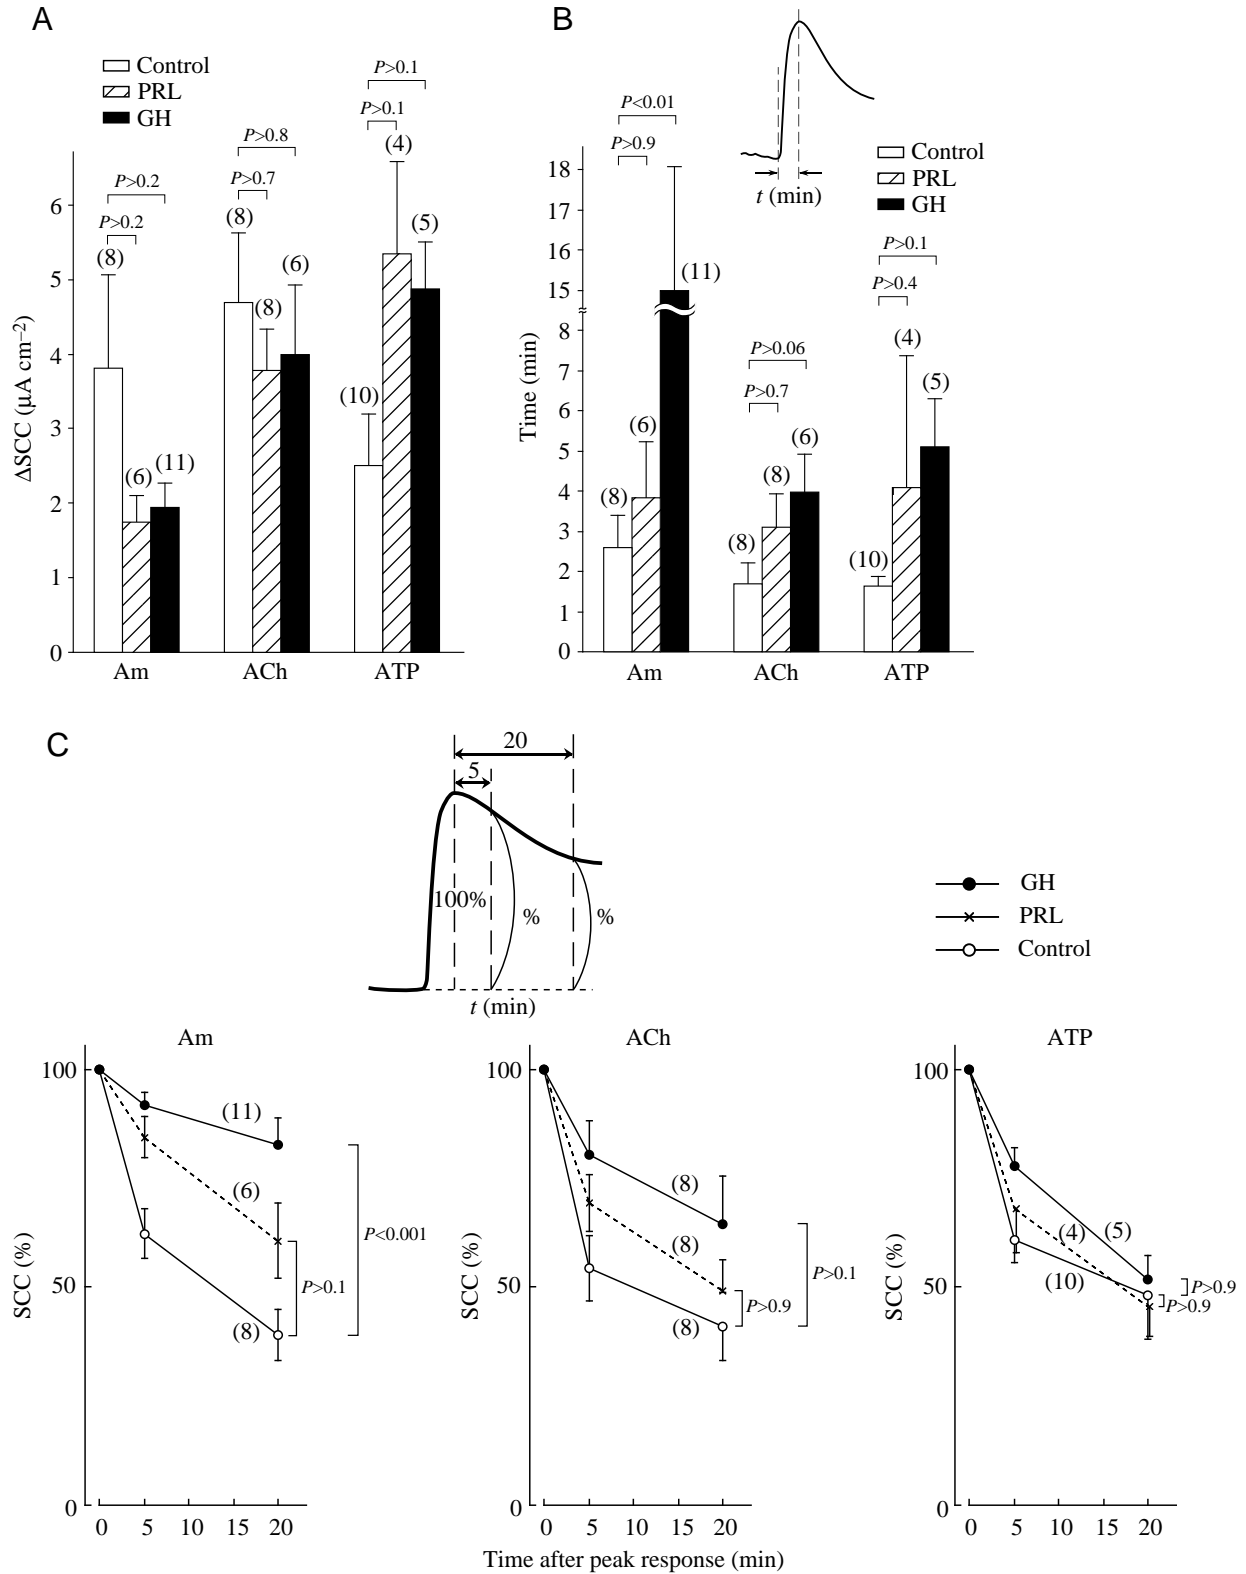 A
Control
PRL
GH
ΔSCC (µA cm−2)
6
5
4
3
2
1
0
P>0.2
P>0.2
(8)
(6)
(11)
P>0.8
P>0.7
(8)
(8)
(6)
P>0.1
P>0.1
(4)
(5)
(10)
Am
ACh
ATP
B
t (min)
Control
PRL
GH
Time (min)
18
17
16
15
8
7
6
5
4
3
2
1
0
P<0.01
P>0.9
(11)
(6)
(8)
P>0.06
P>0.7
(6)
(8)
(8)
P>0.1
P>0.4
(4)
(5)
(10)
Am
ACh
ATP
C
20
5
100%
%
%
t (min)
GH
PRL
Control
Am
SCC (%)
100
50
0
(11)
(6)
(8)
P<0.001
P>0.1
0 5 10 15 20
ACh
SCC (%)
100
50
0
(8)
(8)
(8)
P>0.1
P>0.9
0 5 10 15 20
ATP
SCC (%)
100
50
0
(5)
(4)
(10)
P>0.9
P>0.9
0 5 10 15 20
Time after peak response (min)